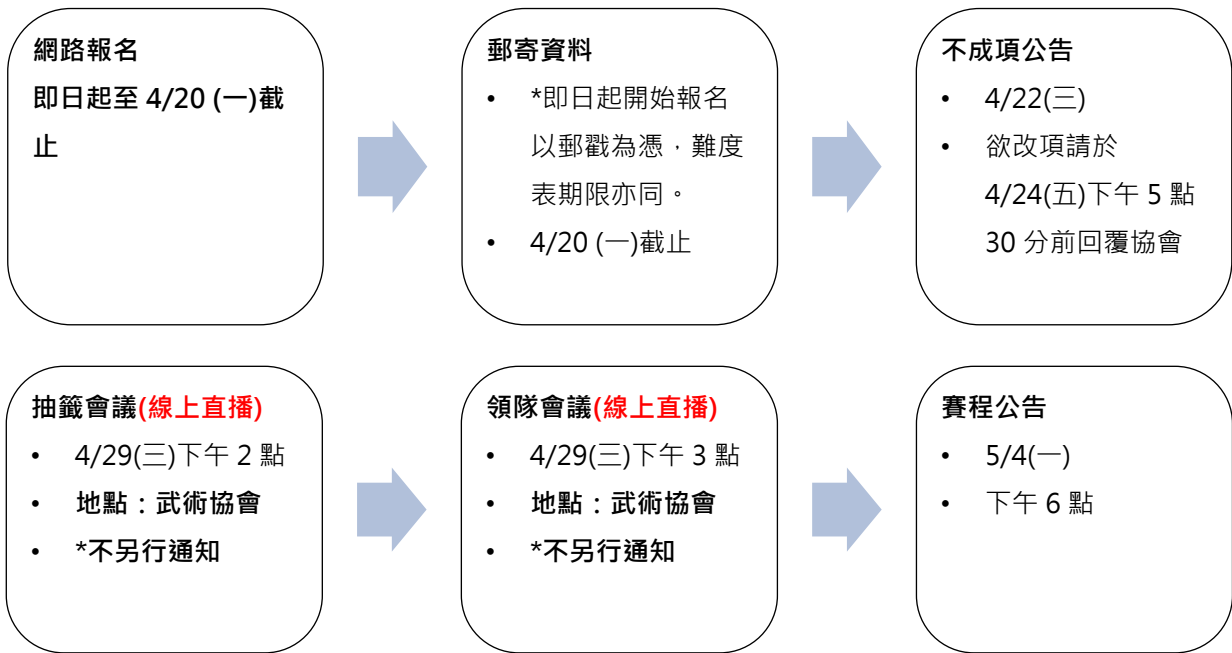 網路報名
即日起至 4/20 (一)截
止
郵寄資料
• *即日起開始報名
以郵戳為憑，難度
表期限亦同。
• 4/20 (一)截止
不成項公告
• 4/22(三)
• 欲改項請於
4/24(五)下午 5 點
30 分前回覆協會
抽籤會議(線上直播)
• 4/29(三)下午 2 點
• 地點：武術協會
• *不另行通知
領隊會議(線上直播)
• 4/29(三)下午 3 點
• 地點：武術協會
• *不另行通知
賽程公告
• 5/4(一)
• 下午 6 點